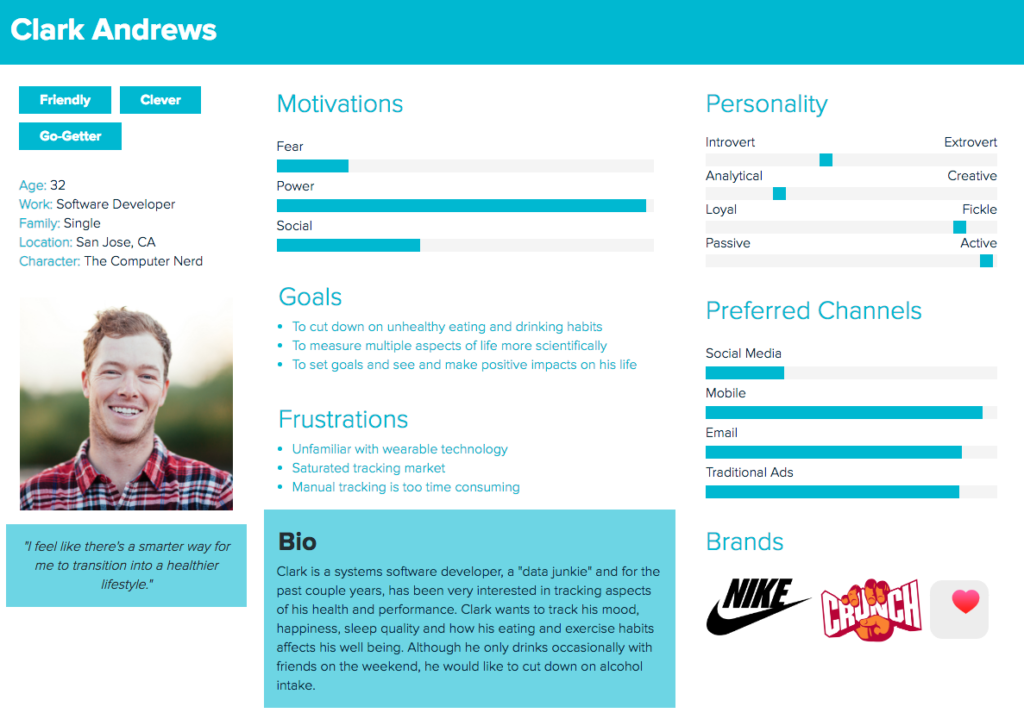 Clark Andrews
Friendly
Clever
Go-Getter
Age: 32
Work: Software Developer
Family: Single
Location: San Jose, CA
Character: The Computer Nerd
"I feel like there's a smarter way for
me to transition into a healthier
lifestyle."
Motivations
Fear
Power
Social
Goals
To cut down on unhealthy eating and drinking habits
To measure multiple aspects of life more scientifically
To set goals and see and make positive impacts on his life
Frustrations
Unfamiliar with wearable technology
Saturated tracking market
Manual tracking is too time consuming
Bio
Clark is a systems software developer, a "data junkie" and for the
past couple years, has been very interested in tracking aspects
of his health and performance. Clark wants to track his mood,
happiness, sleep quality and how his eating and exercise habits
affects his well being. Although he only drinks occasionally with
friends on the weekend, he would like to cut down on alcohol
intake.
Personality
Introvert Extrovert
Analytical Creative
Loyal Fickle
Passive Active
Preferred Channels
Social Media
Mobile
Email
Traditional Ads
Brands
NIKE
CRUNCH